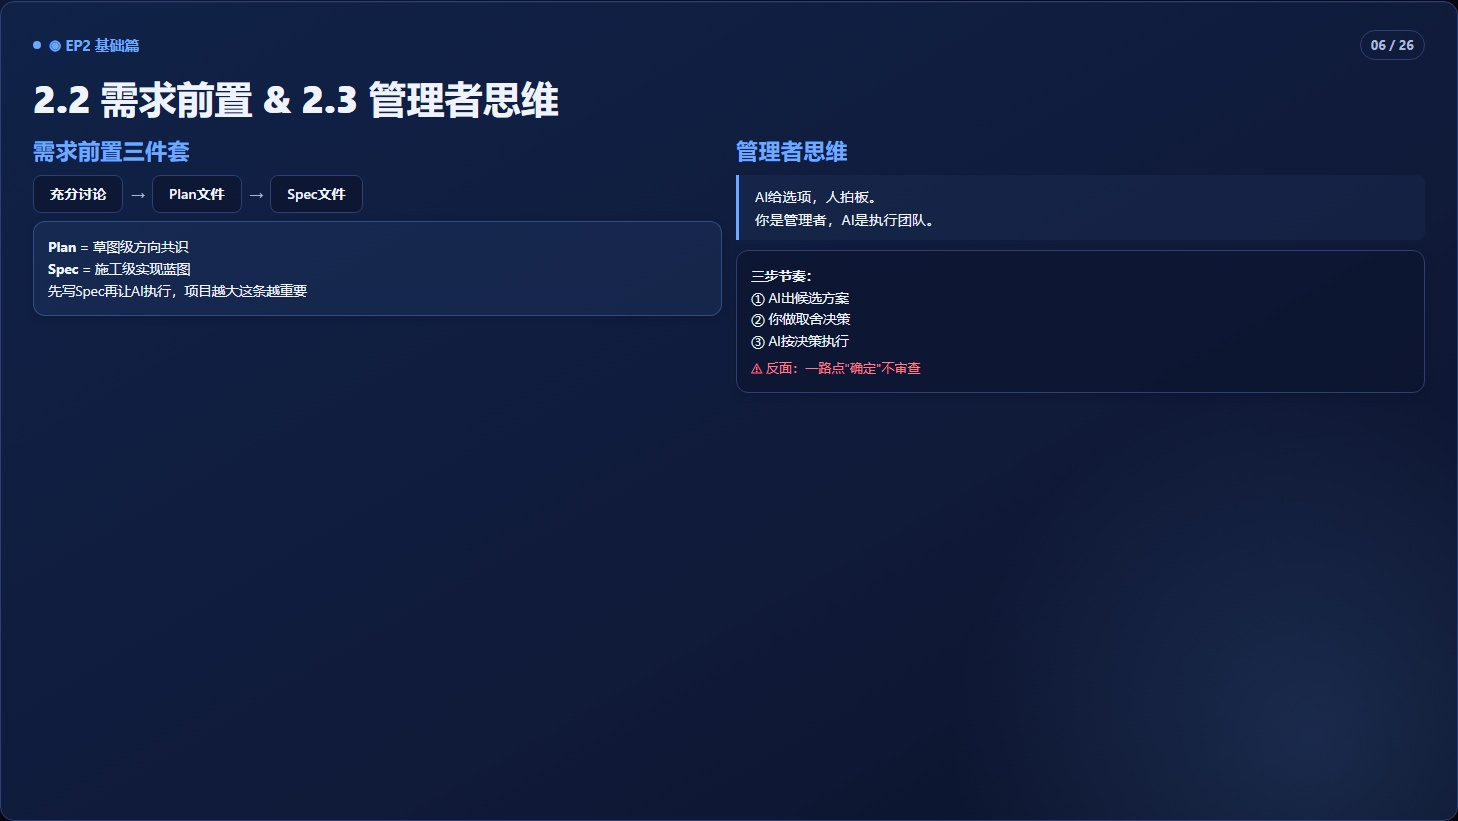 ◉ EP2 基础篇
06 / 26
2.2 需求前置 & 2.3 管理者思维
需求前置三件套
充分讨论 → Plan文件 → Spec文件
Plan = 草图级方向共识
Spec = 施工级实现蓝图
先写Spec再让AI执行，项目越大这条越重要
管理者思维
AI给选项，人拍板。
你是管理者，AI是执行团队。
三步节奏：
① AI出候选方案
② 你做取舍决策
③ AI按决策执行
⚠ 反面：一路点"确定"不审查